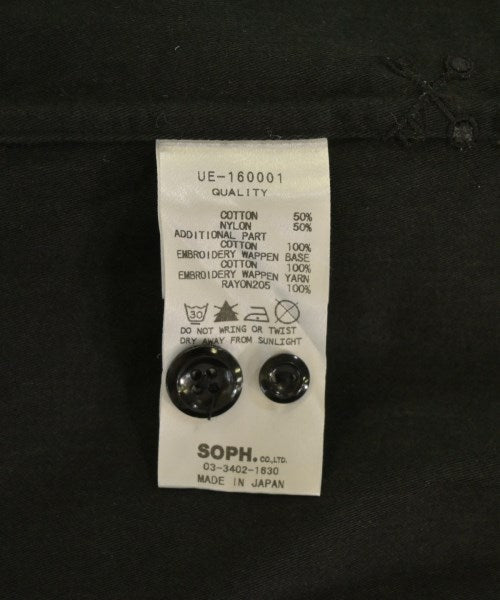 UE-160001
QUALITY
COTTON 50%
NYLON 50%
ADDITIONAL PART
COTTON 100%
EMBROIDERY WAPPEN BASE
COTTON 100%
EMBROIDERY WAPPEN YARN
RAYON205 100%
30
DO NOT WRING OR TWIST
DRY AWAY FROM SUNLIGHT
SOPH. CO.,LTD.
03-3402-1630
MADE IN JAPAN